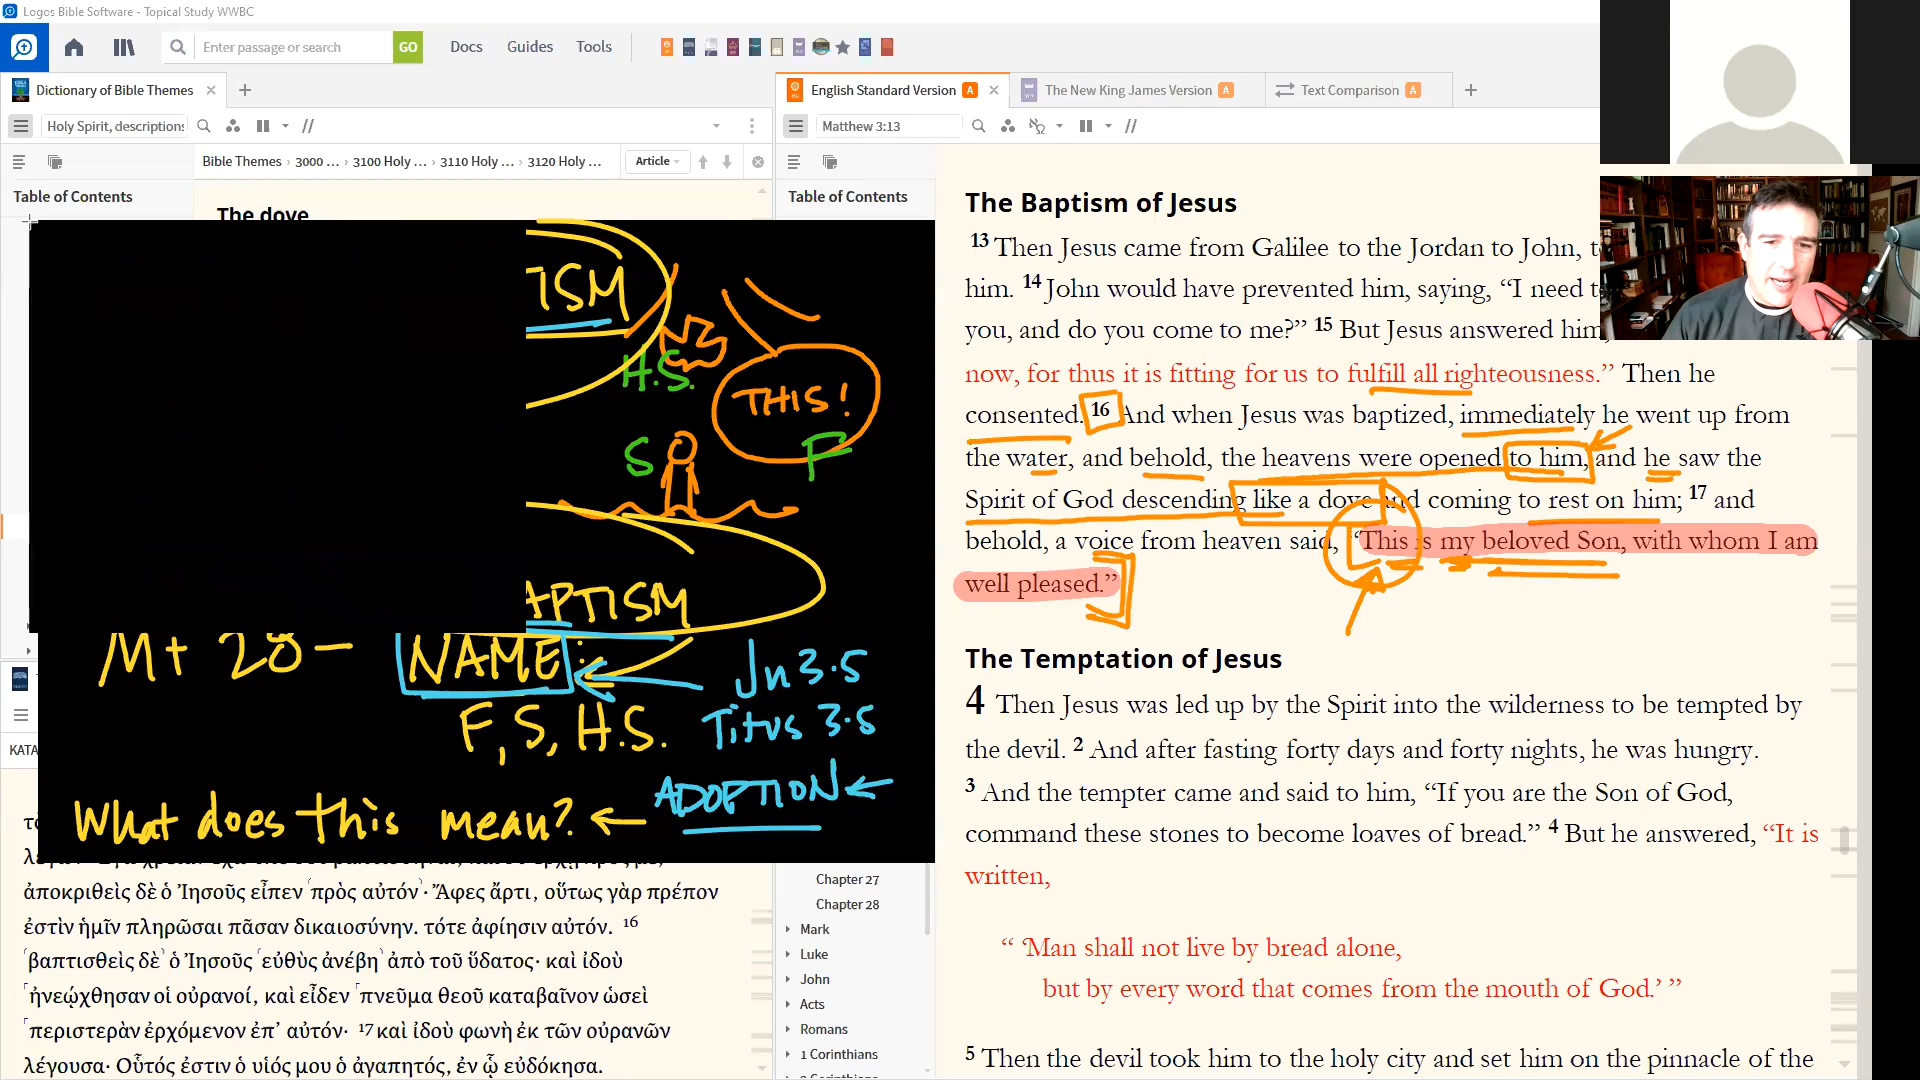 Logos Bible Software - Topical Study WWBC
Enter passage or search
GO
Docs
Guides
Tools
Dictionary of Bible Themes
English Standard Version A
The New King James Version A
Text Comparison A
Holy Spirit, descriptions
Matthew 3:13
Bible Themes › 3000 ... › 3100 Holy ... › 3110 Holy ... › 3120 Holy ...
Article
Table of Contents
The dove
Table of Contents
TISM
H.S.
THIS!
S
F
APTISM
Mt 28 - NAME:
Jn 3.5
F, S, H.S.
Titus 3.5
ADOPTION
What does this mean?
KATA
ἀποκριθεὶς δὲ ὁ Ἰησοῦς εἶπεν ⸂πρὸς αὐτόν⸃· Ἄφες ἄρτι, οὕτως γὰρ πρέπον
ἐστὶν ἡμῖν πληρῶσαι πᾶσαν δικαιοσύνην. τότε ἀφίησιν αὐτόν. 16
⸂βαπτισθεὶς δὲ⸃ ὁ Ἰησοῦς ⸂εὐθὺς ἀνέβη⸃ ἀπὸ τοῦ ὕδατος· καὶ ἰδοὺ
⸀ἠνεῴχθησαν οἱ οὐρανοί, καὶ εἶδεν ⸂πνεῦμα θεοῦ καταβαῖνον ὡσεὶ
⸀περιστερὰν ἐρχόμενον ἐπ’ αὐτόν· 17 καὶ ἰδοὺ φωνὴ ἐκ τῶν οὐρανῶν
λέγουσα· Οὗτός ἐστιν ὁ υἱός μου ὁ ἀγαπητός, ἐν ᾧ εὐδόκησα.
Chapter 27
Chapter 28
Mark
Luke
John
Acts
Romans
1 Corinthians
The Baptism of Jesus
13 Then Jesus came from Galilee to the Jordan to John,
him. 14 John would have prevented him, saying, “I need
you, and do you come to me?” 15 But Jesus answered him,
now, for thus it is fitting for us to fulfill all righteousness.” Then he
consented. 16 And when Jesus was baptized, immediately he went up from
the water, and behold, the heavens were opened to him, and he saw the
Spirit of God descending like a dove and coming to rest on him; 17 and
behold, a voice from heaven said, “This is my beloved Son, with whom I am
well pleased.”
The Temptation of Jesus
4 Then Jesus was led up by the Spirit into the wilderness to be tempted by
the devil. 2 And after fasting forty days and forty nights, he was hungry.
3 And the tempter came and said to him, “If you are the Son of God,
command these stones to become loaves of bread.” 4 But he answered, “It is
written,
“ ‘Man shall not live by bread alone,
but by every word that comes from the mouth of God.’ ”
5 Then the devil took him to the holy city and set him on the pinnacle of the